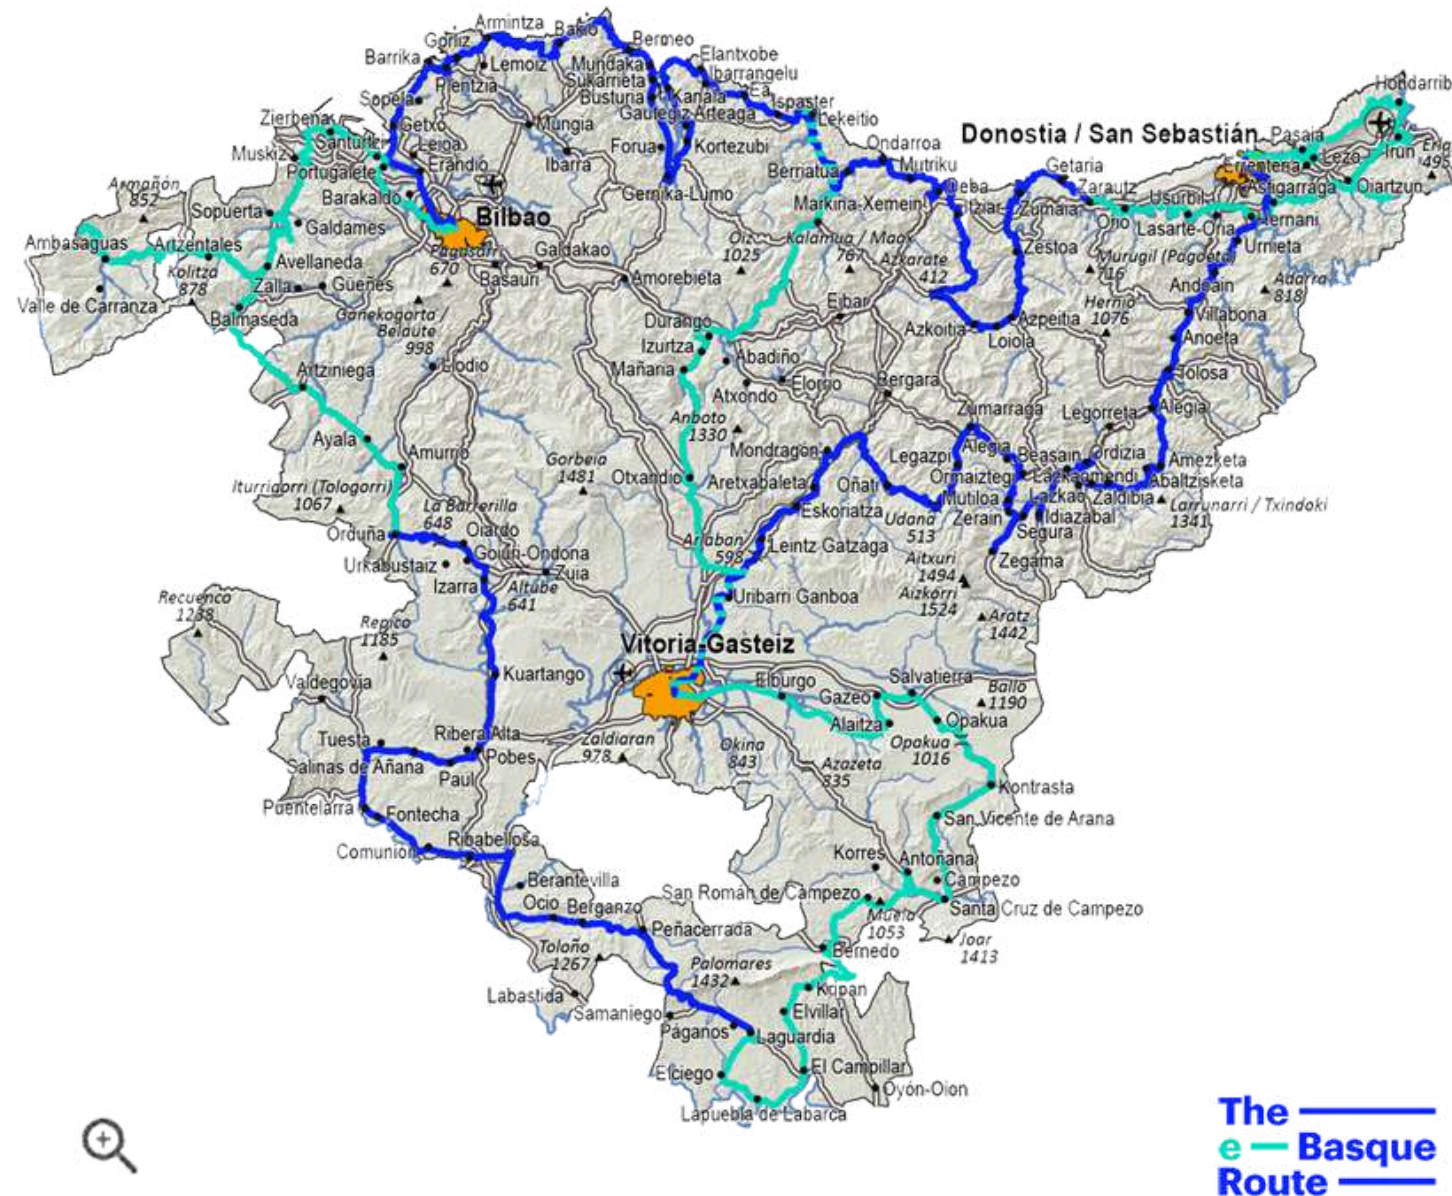 Armintza
Bakio
Gorliz
Bermeo
Barrika
Lemoiz
Mundaka
Elantxobe
Plentzia
Sukarrieta
Ibarrangelu
Hondarrib
Sopela
Busturia
Kanala
Ea
Ispaster
Zierbena
Getxo
Mungia
Gautegiz Arteaga
Lekeitio
Donostia / San Sebastián
Pasaia
Santurtzi
Leioa
Forua
Kortezubi
Ondarroa
Irun
Muskiz
Erandio
Ibarra
Mutriku
Getaria
Errenteria
Lezo
Portugalete
Bernatua
Deba
Zarautz
Astigarraga
Oiartzun
Armañón
852
Barakaldo
Gernika-Lumo
Markina-Xemein
Itziar
Zumaia
Usurbil
Sopuerta
Bilbao
Orio
Hernani
Galdames
Lasarte-Oria
Ambasaguas
Artzentales
Pagasarri
670
Galdakao
Oiz
1025
Kalamua / Maax
767
Zestoa
Urnieta
Kolitza
878
Avellaneda
Basauri
Amorebieta
Azkarate
412
Murugil (Pagoeta)
716
Andoain
Adarra
818
Valle de Carranza
Zalla
Güeñes
Eibar
Hernio
1076
Villabona
Balmaseda
Ganekogorta /
Belaute
998
Durango
Azkoitia
Azpeitia
Anoeta
Izurtza
Abadiño
Loiola
Artziniega
Llodio
Mañaria
Elorrio
Bergara
Tolosa
Atxondo
Anboto
1330
Zumarraga
Legorreta
Alegia
Ayala
Amurrio
Mondragon
Legazpi
Alegia
Beasain
Ordizia
Amezketa
Gorbeia
1481
Otxandio
Aretxabaleta
Oñati
Ormaiztegi
Abaltzisketa
Iturrigorri (Tologorri)
1067
La Barrerilla
648
Eskoriatza
Udana
513
Mutiloa
Lazkao
Zaldibia
Larrunarri / Txindoki
1341
Orduña
Oiardo
Arlaban
598
Leintz Gatzaga
Zerain
Idiazabal
Segura
Urkabustaiz
Goiuri-Ondona
Zuia
Aitxuri
1494
Zegama
Izarra
Altube
641
Uribarri Ganboa
Aizkorri
1524
Recuenco
1238
Repico
1185
Aratz
1442
Vitoria-Gasteiz
Valdegovia
Kuartango
Elburgo
Gazeo
Salvatierra
Ballo
1190
Alaitza
Opakua
Tuesta
Ribera Alta
Zaldiaran
978
Okina
843
Opakua
1016
Salinas de Añana
Pobes
Azazeta
835
Paul
Kontrasta
Puentelarra
Fontecha
San Vicente de Arana
Comunión
Ribabellosa
Korres
Antoñana
Berantevilla
San Román de Campezo
Campezo
Ocio
Berganzo
Muela
1053
Santa Cruz de Campezo
Peñacerrada
Toloño
1267
Palomares
1432
Bernedo
Joar
1413
Labastida
Kripan
Samaniego
Elvillar
Páganos
Laguardia
Elciego
El Campillar
Oyón-Oion
Lapuebla de Labarca
The
e Basque
Route